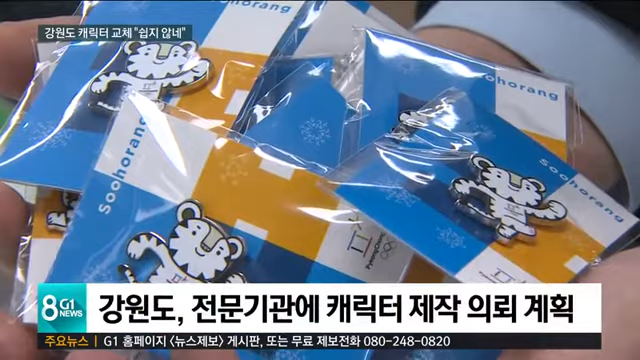 강원도 캐릭터 교체 "쉽지 않네"
Soohorang
Soohorang
Soohorang
PyeongChang
8 G1 NEWS
강원도, 전문기관에 캐릭터 제작 의뢰 계획
주요뉴스 G1 홈페이지 〈뉴스제보〉 게시판, 또는 무료 제보전화 080-248-0820